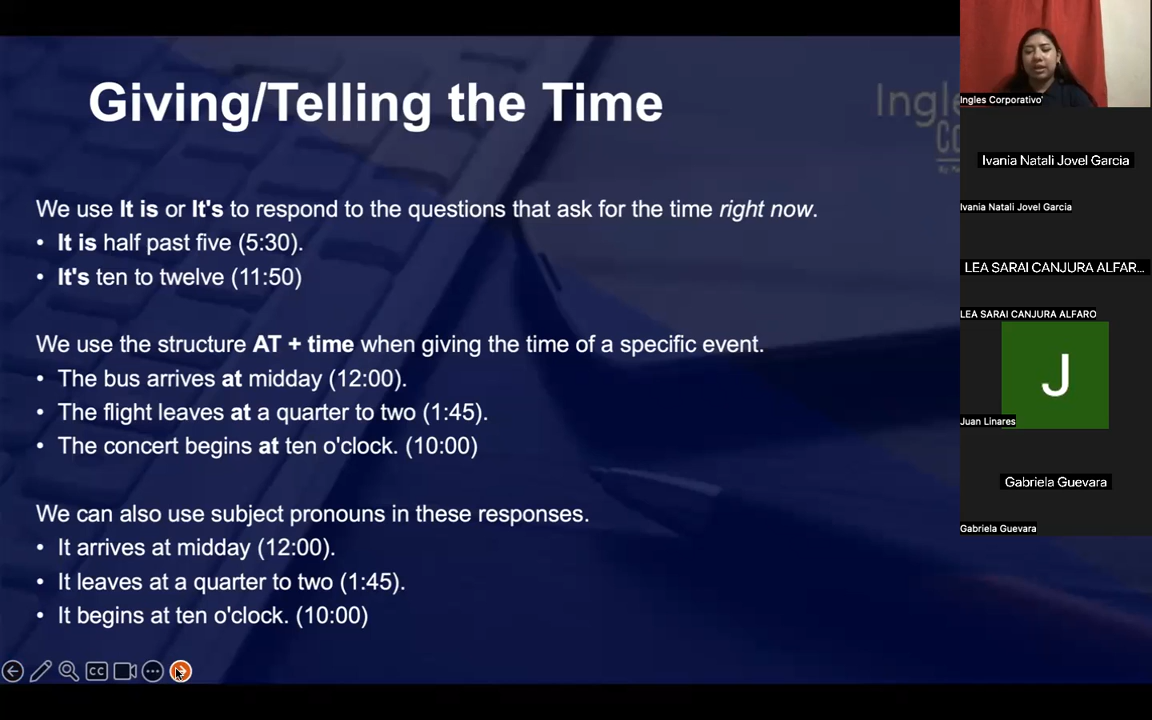 Giving/Telling the Time
We use It is or It's to respond to the questions that ask for the time right now.
• It is half past five (5:30).
• It's ten to twelve (11:50)
We use the structure AT + time when giving the time of a specific event.
• The bus arrives at midday (12:00).
• The flight leaves at a quarter to two (1:45).
• The concert begins at ten o'clock. (10:00)
We can also use subject pronouns in these responses.
• It arrives at midday (12:00).
• It leaves at a quarter to two (1:45).
• It begins at ten o'clock. (10:00)
CC
Ingl
Ingles Corporativo'
Ivania Natali Jovel Garcia
Ivania Natali Jovel Garcia
LEA SARAI CANJURA ALFAR...
LEA SARAI CANJURA ALFARO
J
Juan Linares
Gabriela Guevara
Gabriela Guevara